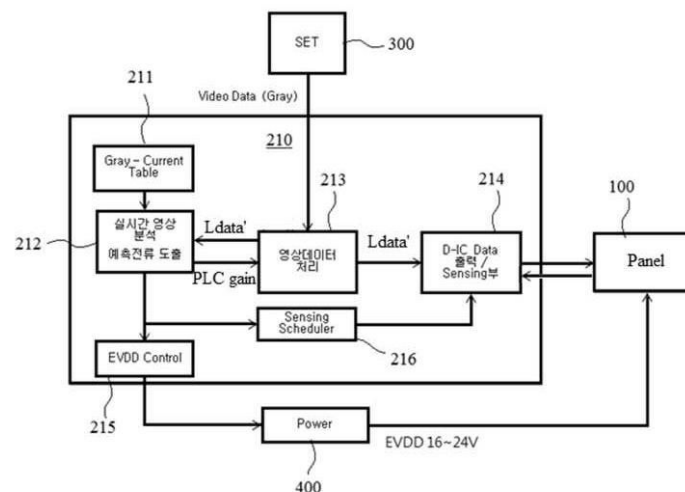 SET
300
Video Data (Gray)
211
210
Gray – Current
Table
213
214
100
212
실시간 영상
분석
예측전류 도출
Ldata'
PLC gain
영상데이터
처리
Ldata'
D-IC Data
출력 /
Sensing부
Panel
Sensing
Scheduler
216
EVDD Control
215
Power
400
EVDD 16~24V